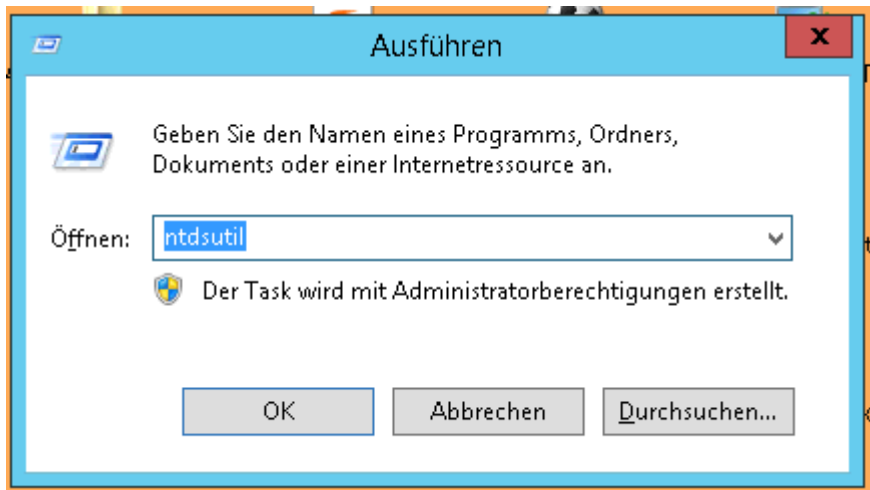 Ausführen
x
Geben Sie den Namen eines Programms, Ordners,
Dokuments oder einer Internetressource an.
Öffnen: ntdsutil
Der Task wird mit Administratorberechtigungen erstellt.
OK Abbrechen Durchsuchen...